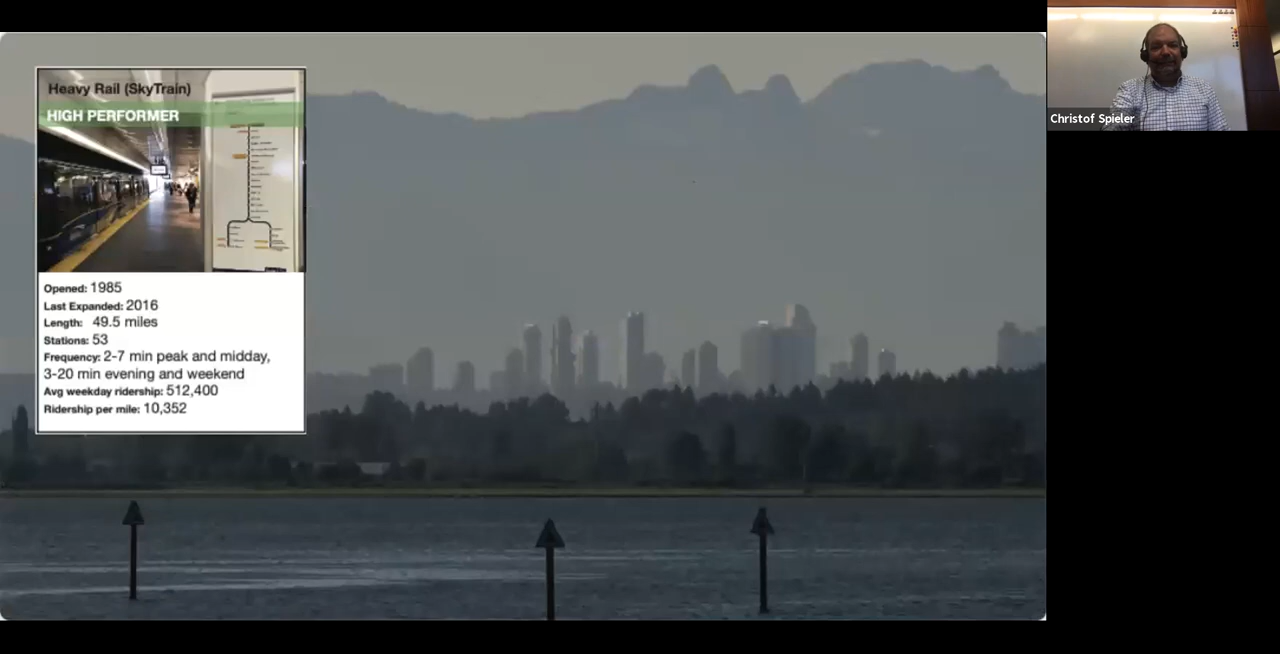 Heavy Rail (SkyTrain)
HIGH PERFORMER
Opened: 1985
Last Expanded: 2016
Length: 49.5 miles
Stations: 53
Frequency: 2-7 min peak and midday,
3-20 min evening and weekend
Avg weekday ridership: 512,400
Ridership per mile: 10,352
Christof Spieler